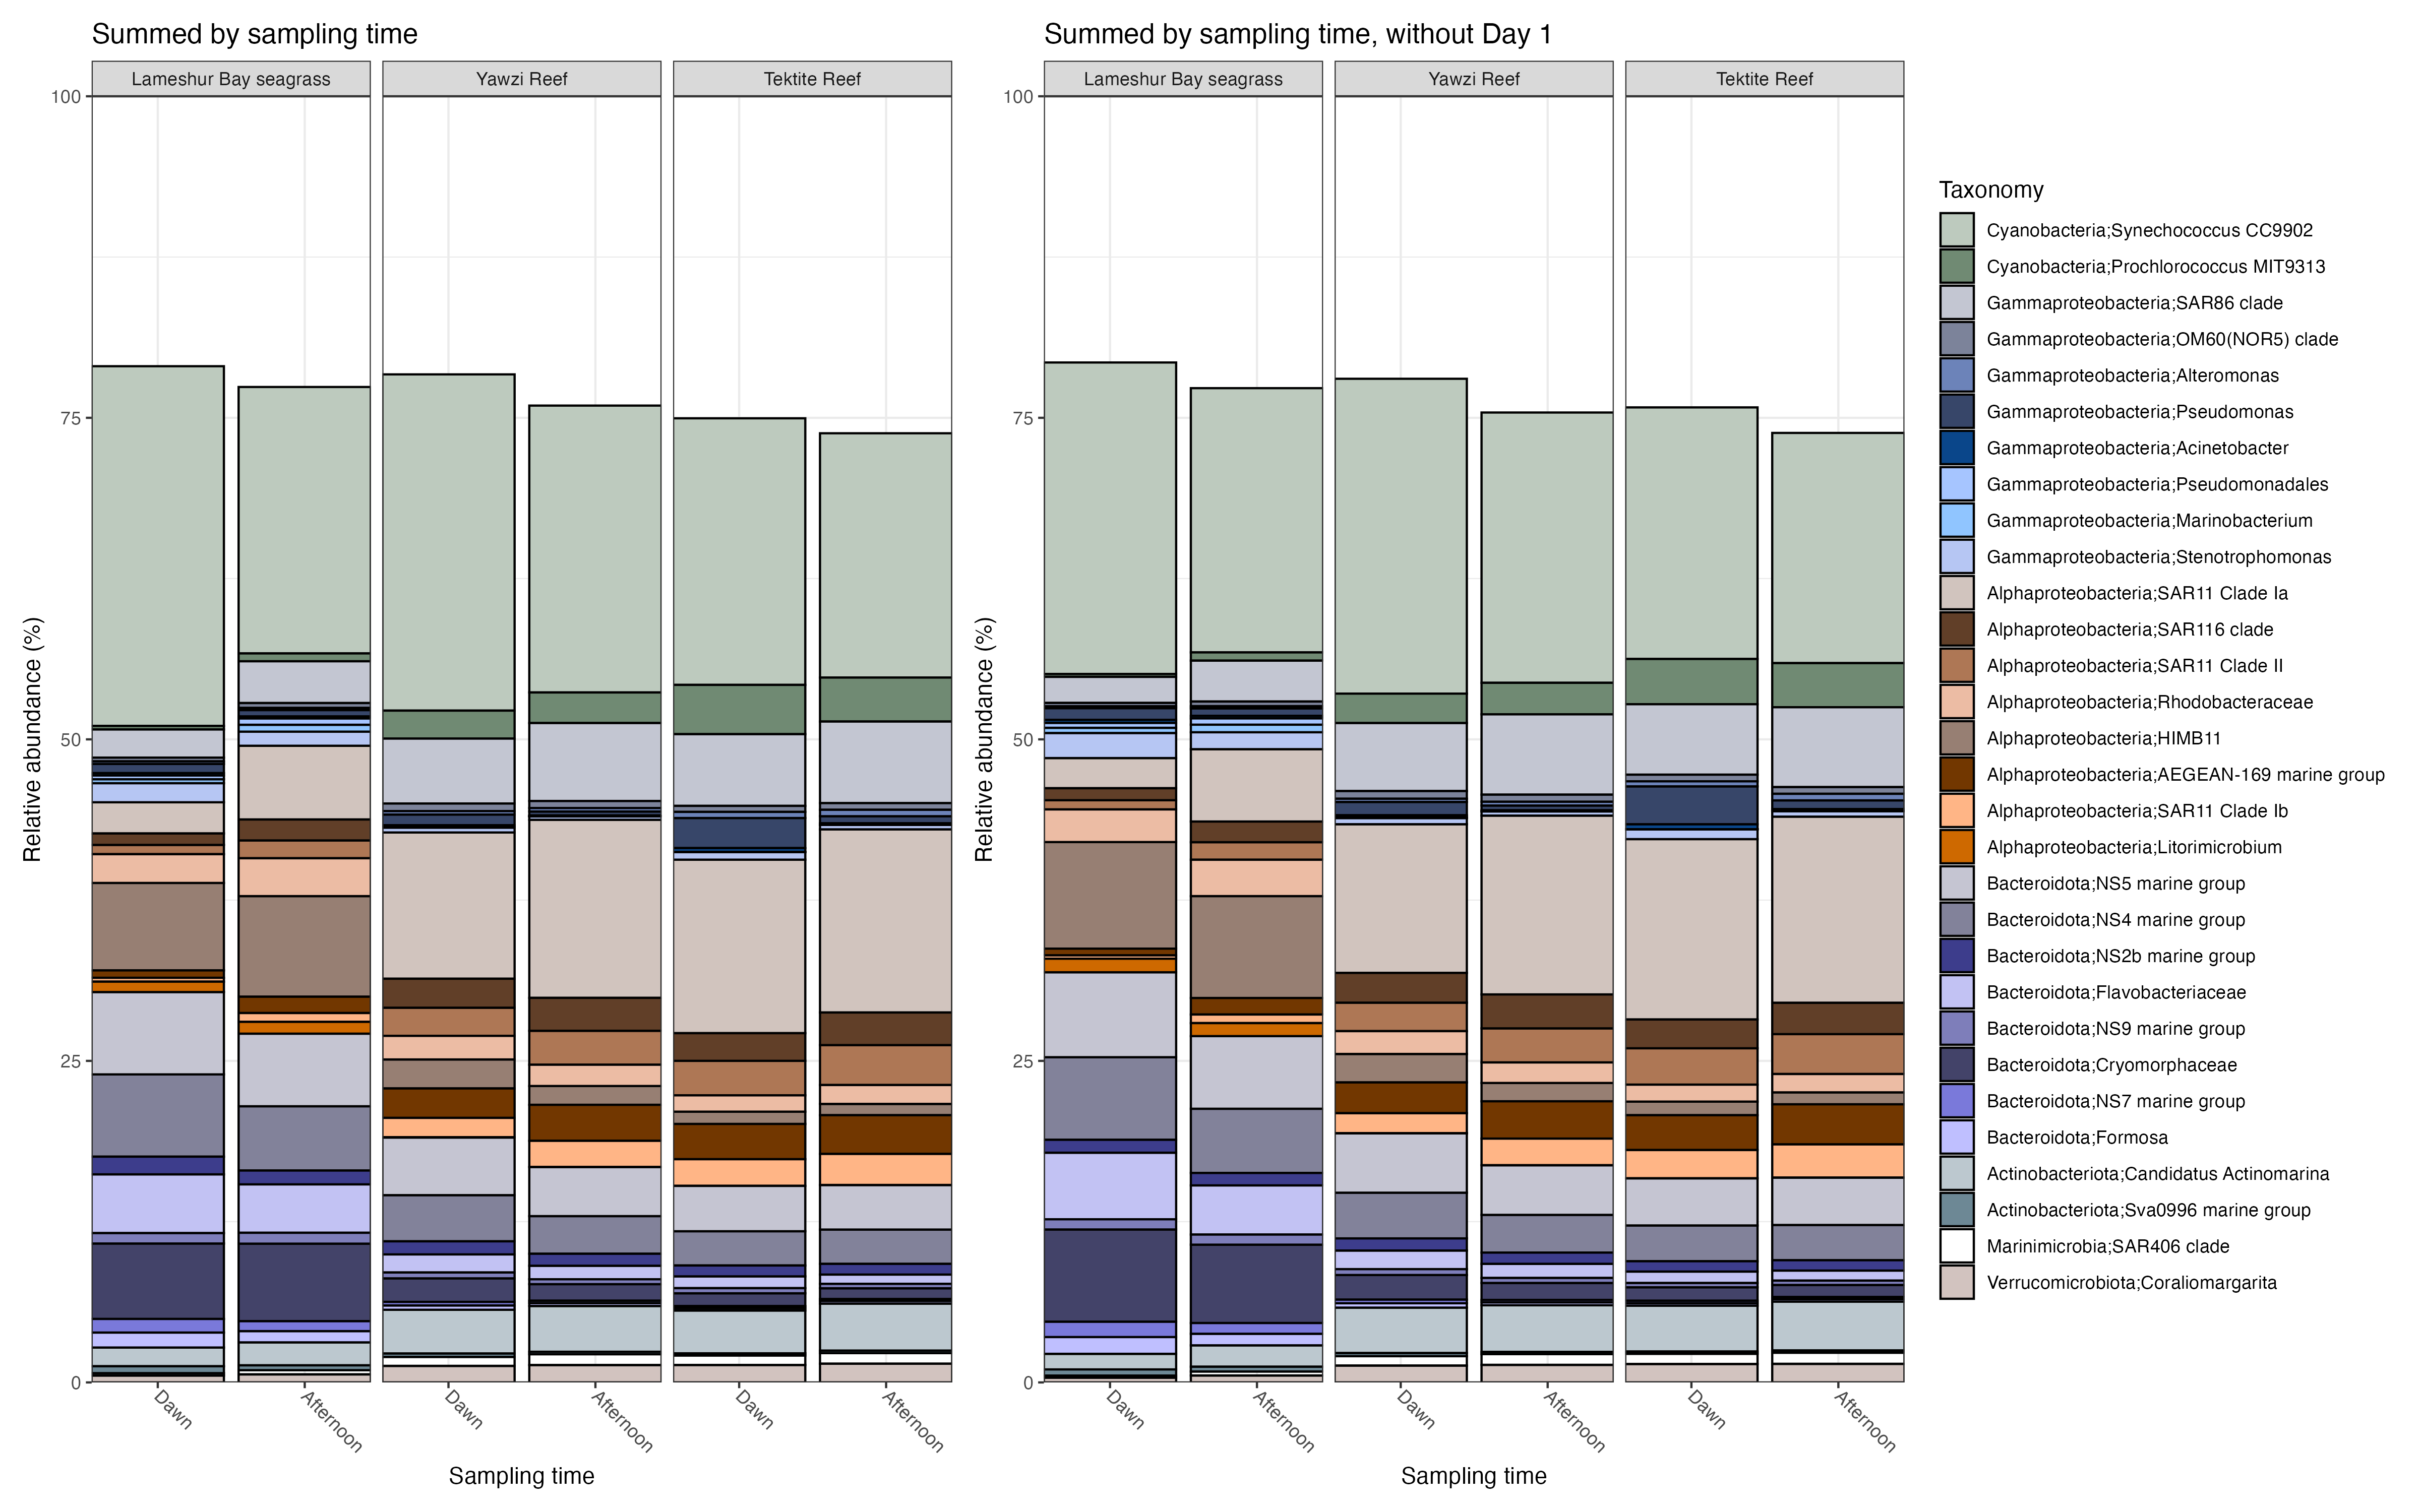 Summed by sampling time
Lameshur Bay seagrass
Yawzi Reef
Tektite Reef
100
75
50
25
0
Relative abundance (%)
Dawn
Afternoon
Dawn
Afternoon
Dawn
Afternoon
Sampling time
Summed by sampling time, without Day 1
Lameshur Bay seagrass
Yawzi Reef
Tektite Reef
100
75
50
25
0
Relative abundance (%)
Dawn
Afternoon
Dawn
Afternoon
Dawn
Afternoon
Sampling time
Taxonomy
Cyanobacteria;Synechococcus CC9902
Cyanobacteria;Prochlorococcus MIT9313
Gammaproteobacteria;SAR86 clade
Gammaproteobacteria;OM60(NOR5) clade
Gammaproteobacteria;Alteromonas
Gammaproteobacteria;Pseudomonas
Gammaproteobacteria;Acinetobacter
Gammaproteobacteria;Pseudomonadales
Gammaproteobacteria;Marinobacterium
Gammaproteobacteria;Stenotrophomonas
Alphaproteobacteria;SAR11 Clade Ia
Alphaproteobacteria;SAR116 clade
Alphaproteobacteria;SAR11 Clade II
Alphaproteobacteria;Rhodobacteraceae
Alphaproteobacteria;HIMB11
Alphaproteobacteria;AEGEAN-169 marine group
Alphaproteobacteria;SAR11 Clade Ib
Alphaproteobacteria;Litorimicrobium
Bacteroidota;NS5 marine group
Bacteroidota;NS4 marine group
Bacteroidota;NS2b marine group
Bacteroidota;Flavobacteriaceae
Bacteroidota;NS9 marine group
Bacteroidota;Cryomorphaceae
Bacteroidota;NS7 marine group
Bacteroidota;Formosa
Actinobacteriota;Candidatus Actinomarina
Actinobacteriota;Sva0996 marine group
Marinimicrobia;SAR406 clade
Verrucomicrobiota;Coraliomargarita